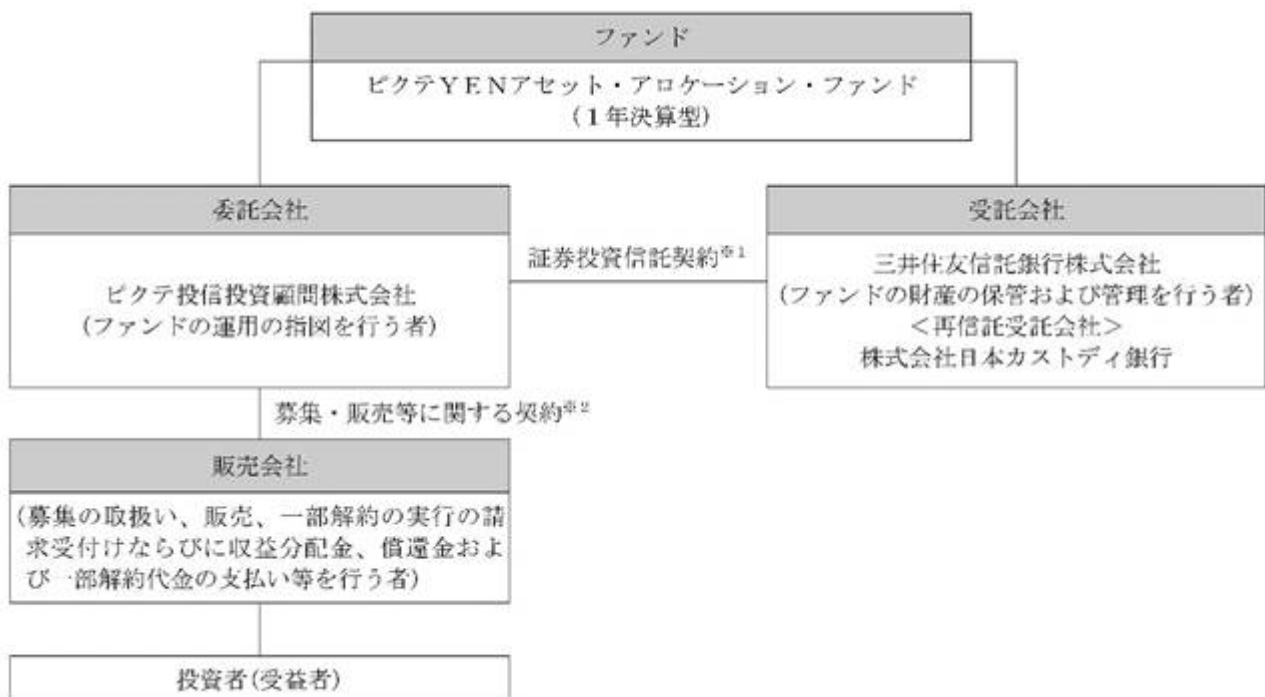 ファンド
ピクテYENアセット・アロケーション・ファンド
(1年決算型)
委託会社
ピクテ投信投資顧問株式会社
(ファンドの運用の指図を行う者)
証券投資信託契約※1
受託会社
三井住友信託銀行株式会社
(ファンドの財産の保管および管理を行う者)
<再信託受託会社>
株式会社日本カストディ銀行
募集・販売等に関する契約※2
販売会社
(募集の取扱い、販売、一部解約の実行の請
求受付けならびに収益分配金、償還金およ
び一部解約代金の支払い等を行う者)
投資者(受益者)